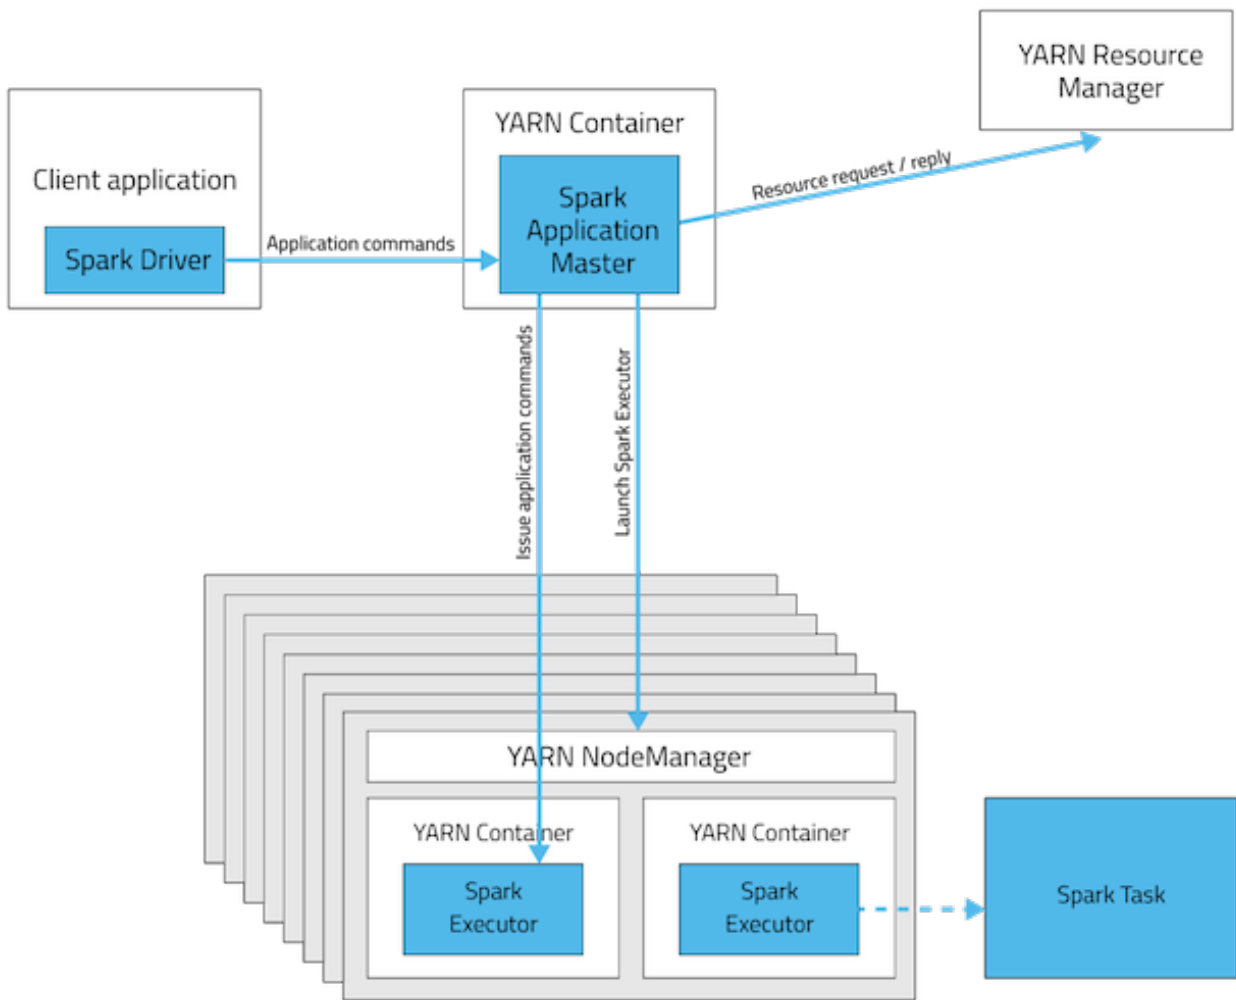 YARN Resource
Manager
YARN Container
Client application
Spark
Application
Master
Resource request / reply
Spark Driver
Application commands
Issue application commands
Launch Spark Executor
YARN NodeManager
YARN Container
YARN Container
Spark
Executor
Spark
Executor
Spark Task